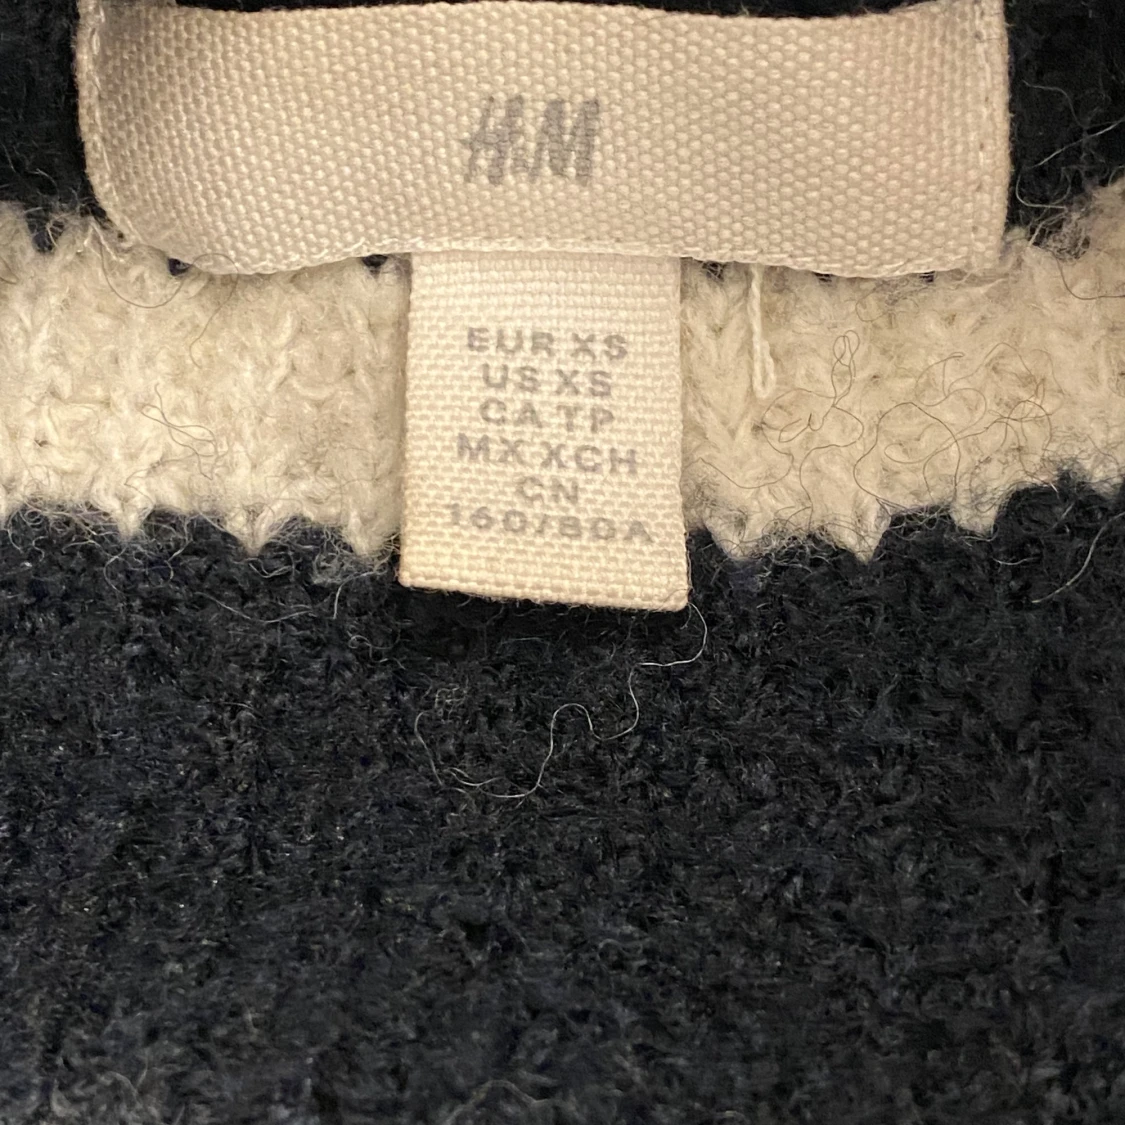 H&M
EUR XS
US XS
CA TP
MX XCH
CN
160/80A